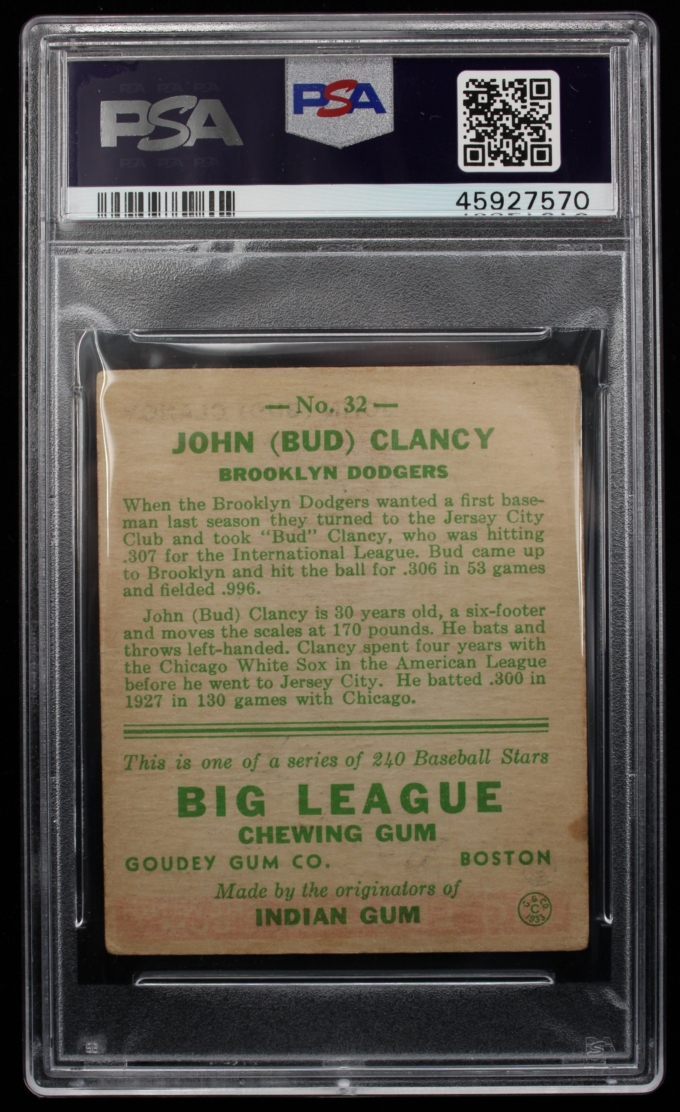 PSA
PSA
45927570
— No. 32 —
JOHN (BUD) CLANCY
BROOKLYN DODGERS
When the Brooklyn Dodgers wanted a first base-
man last season they turned to the Jersey City
Club and took "Bud" Clancy, who was hitting
.307 for the International League. Bud came up
to Brooklyn and hit the ball for .306 in 53 games
and fielded .996.
John (Bud) Clancy is 30 years old, a six-footer
and moves the scales at 170 pounds. He bats and
throws left-handed. Clancy spent four years with
the Chicago White Sox in the American League
before he went to Jersey City. He batted .300 in
1927 in 130 games with Chicago.
This is one of a series of 240 Baseball Stars
BIG LEAGUE
CHEWING GUM
GOUDEY GUM CO. BOSTON
Made by the originators of
INDIAN GUM
G. G. Co.
C
1933